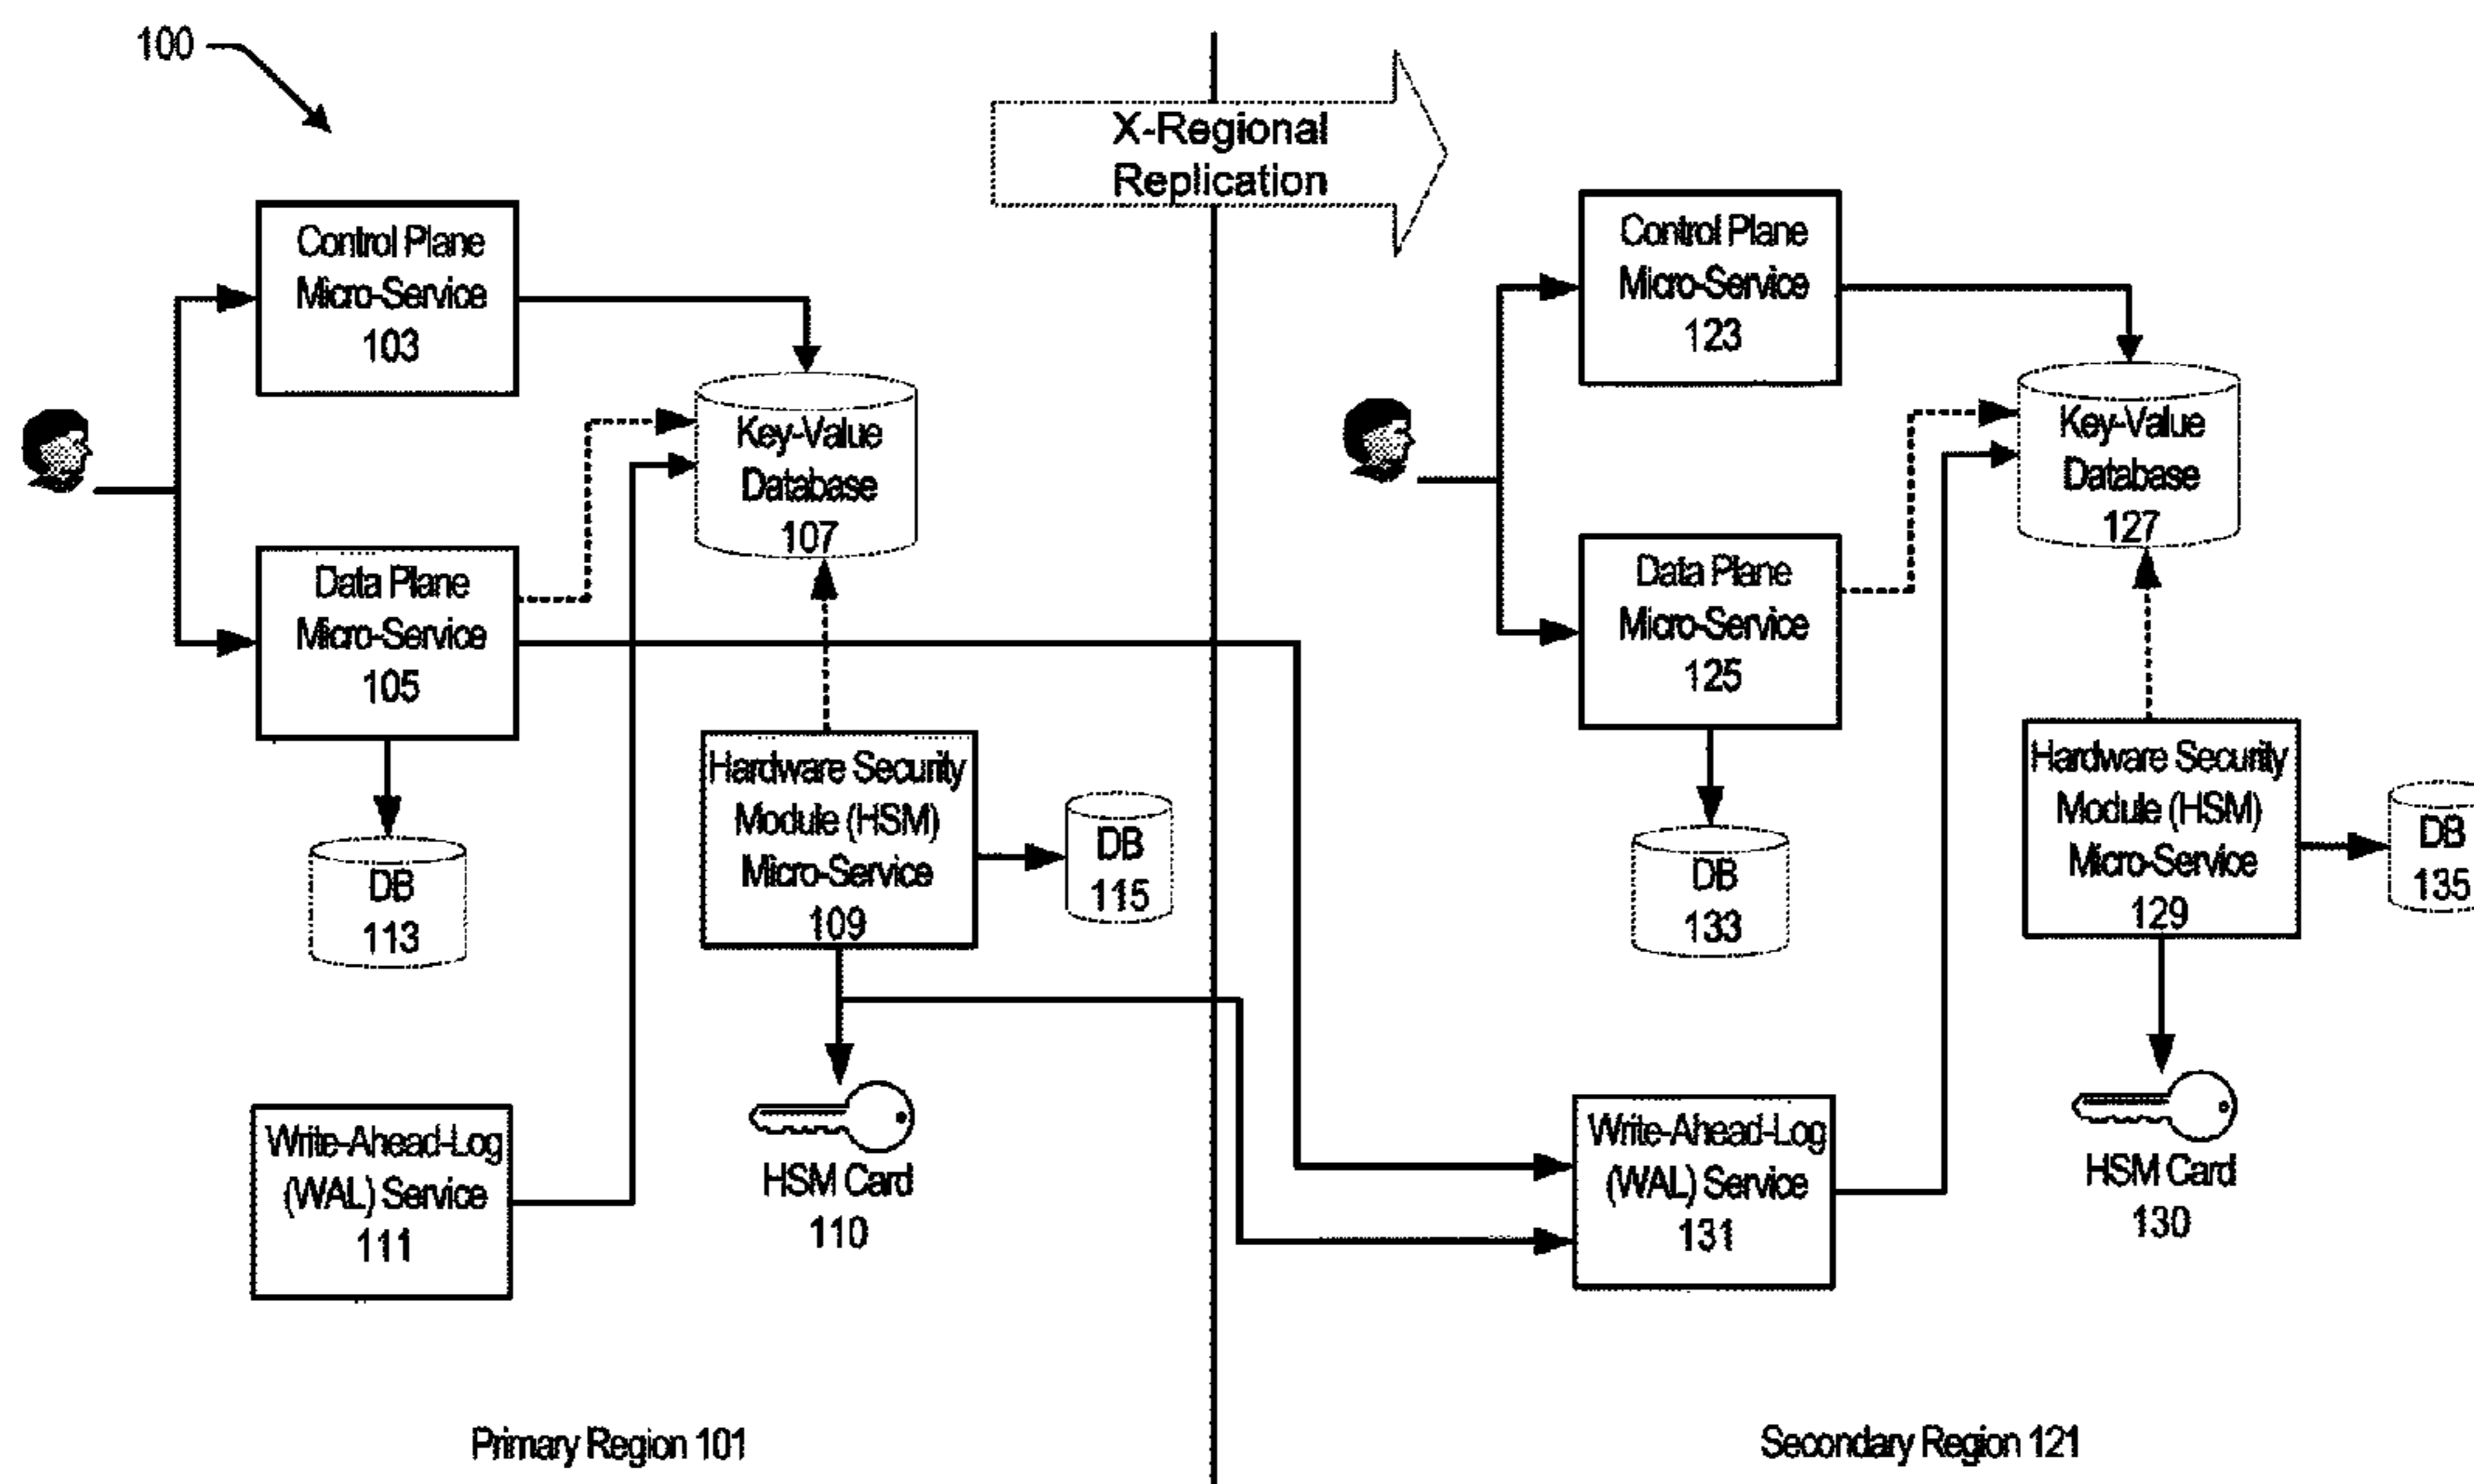 100
X-Regional
Replication
Control Plane
Micro-Service
103
Key-Value
Database
107
Data Plane
Micro-Service
105
DB
113
Hardware Security
Module (HSM)
Micro-Service
109
DB
115
HSM Card
110
Write-Ahead-Log
(WAL) Service
111
Primary Region 101
Control Plane
Micro-Service
123
Key-Value
Database
127
Data Plane
Micro-Service
125
DB
133
Hardware Security
Module (HSM)
Micro-Service
129
DB
135
HSM Card
130
Write-Ahead-Log
(WAL) Service
131
Secondary Region 121